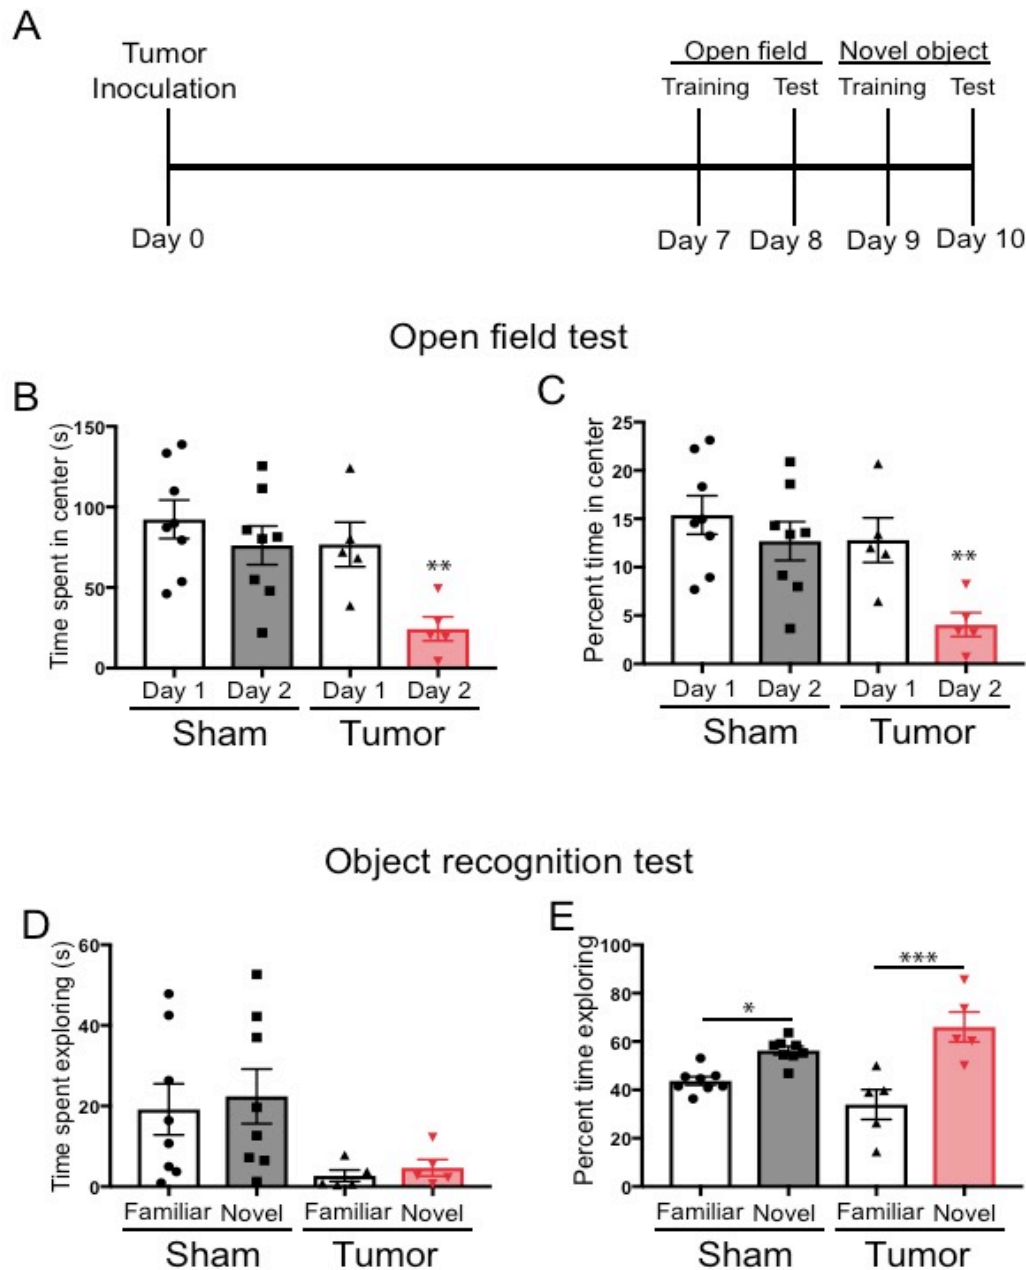 A
Tumor
Inoculation
Open field Novel object
Training Test Training Test
Day 0 Day 7 Day 8 Day 9 Day 10
Open field test
B
Time spent in center (s)
150
100
50
0
**
Day 1 Day 2 Day 1 Day 2
Sham Tumor
C
Percent time in center
25
20
15
10
5
0
**
Day 1 Day 2 Day 1 Day 2
Sham Tumor
Object recognition test
D
Time spent exploring (s)
60
40
20
0
Familiar Novel Familiar Novel
Sham Tumor
E
Percent time exploring
100
80
60
40
20
0
*
***
Familiar Novel Familiar Novel
Sham Tumor